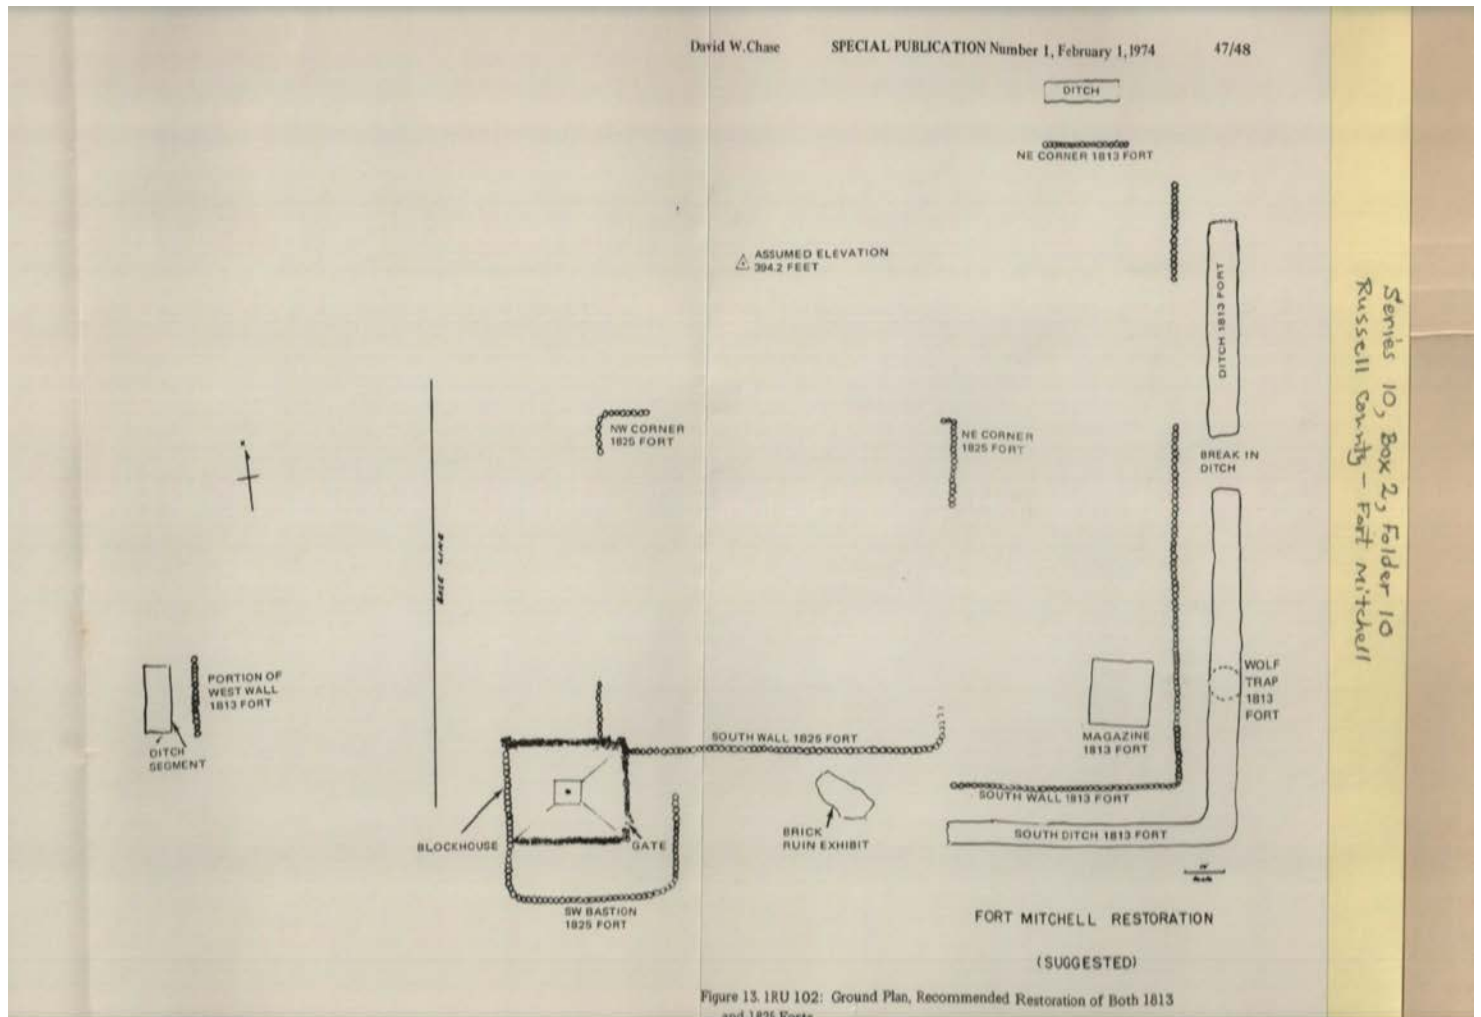 David W.Chase SPECIAL PUBLICATION Number 1, February 1, 1974 47/48
DITCH
NE CORNER 1813 FORT
ASSUMED ELEVATION
394.2 FEET
DITCH 1813 FORT
NW CORNER
1825 FORT
NE CORNER
1825 FORT
BREAK IN
DITCH
BASE LINE
PORTION OF
WEST WALL
1813 FORT
DITCH
SEGMENT
WOLF
TRAP
1813
FORT
MAGAZINE
1813 FORT
SOUTH WALL 1825 FORT
SOUTH WALL 1813 FORT
BLOCKHOUSE
GATE
BRICK
RUIN EXHIBIT
SOUTH DITCH 1813 FORT
SW BASTION
1825 FORT
FORT MITCHELL RESTORATION
(SUGGESTED)
Figure 13. 1RU 102: Ground Plan, Recommended Restoration of Both 1813
and 1825 Forts
Series 10, Box 2, Folder 10
Russell County - Fort Mitchell